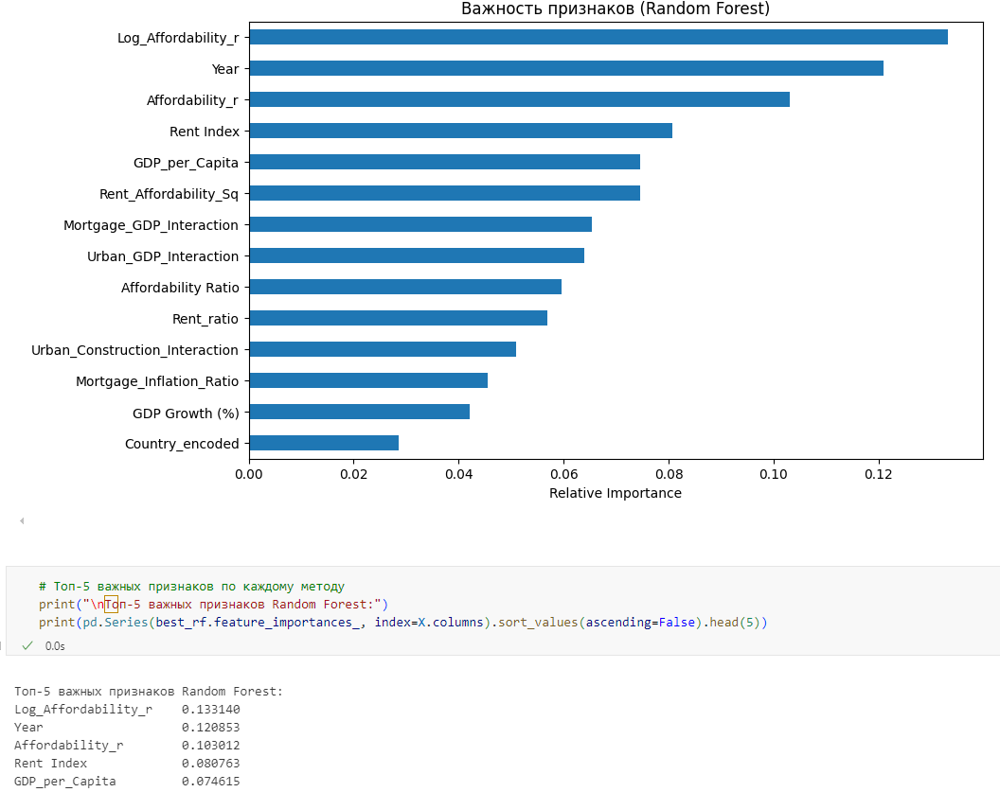 Важность признаков (Random Forest)
Log_Affordability_r
Year
Affordability_r
Rent Index
GDP_per_Capita
Rent_Affordability_Sq
Mortgage_GDP_Interaction
Urban_GDP_Interaction
Affordability Ratio
Rent_ratio
Urban_Construction_Interaction
Mortgage_Inflation_Ratio
GDP Growth (%)
Country_encoded
0.00 0.02 0.04 0.06 0.08 0.10 0.12
Relative Importance
# Топ-5 важных признаков по каждому методу
print("\nТоп-5 важных признаков Random Forest:")
print(pd.Series(best_rf.feature_importances_, index=X.columns).sort_values(ascending=False).head(5))
0.0s
Топ-5 важных признаков Random Forest:
Log_Affordability_r 0.133140
Year 0.120853
Affordability_r 0.103012
Rent Index 0.080763
GDP_per_Capita 0.074615